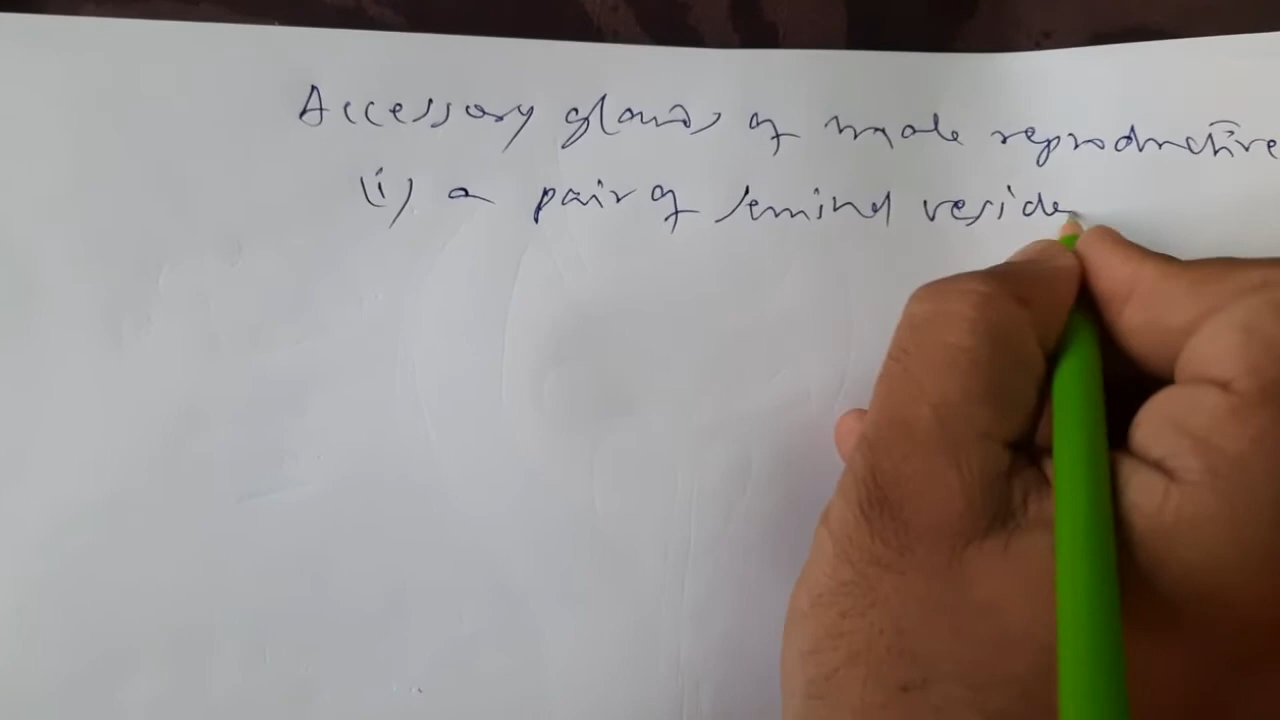 Accessory glands of male reproductive
(i) a pair of seminal veside